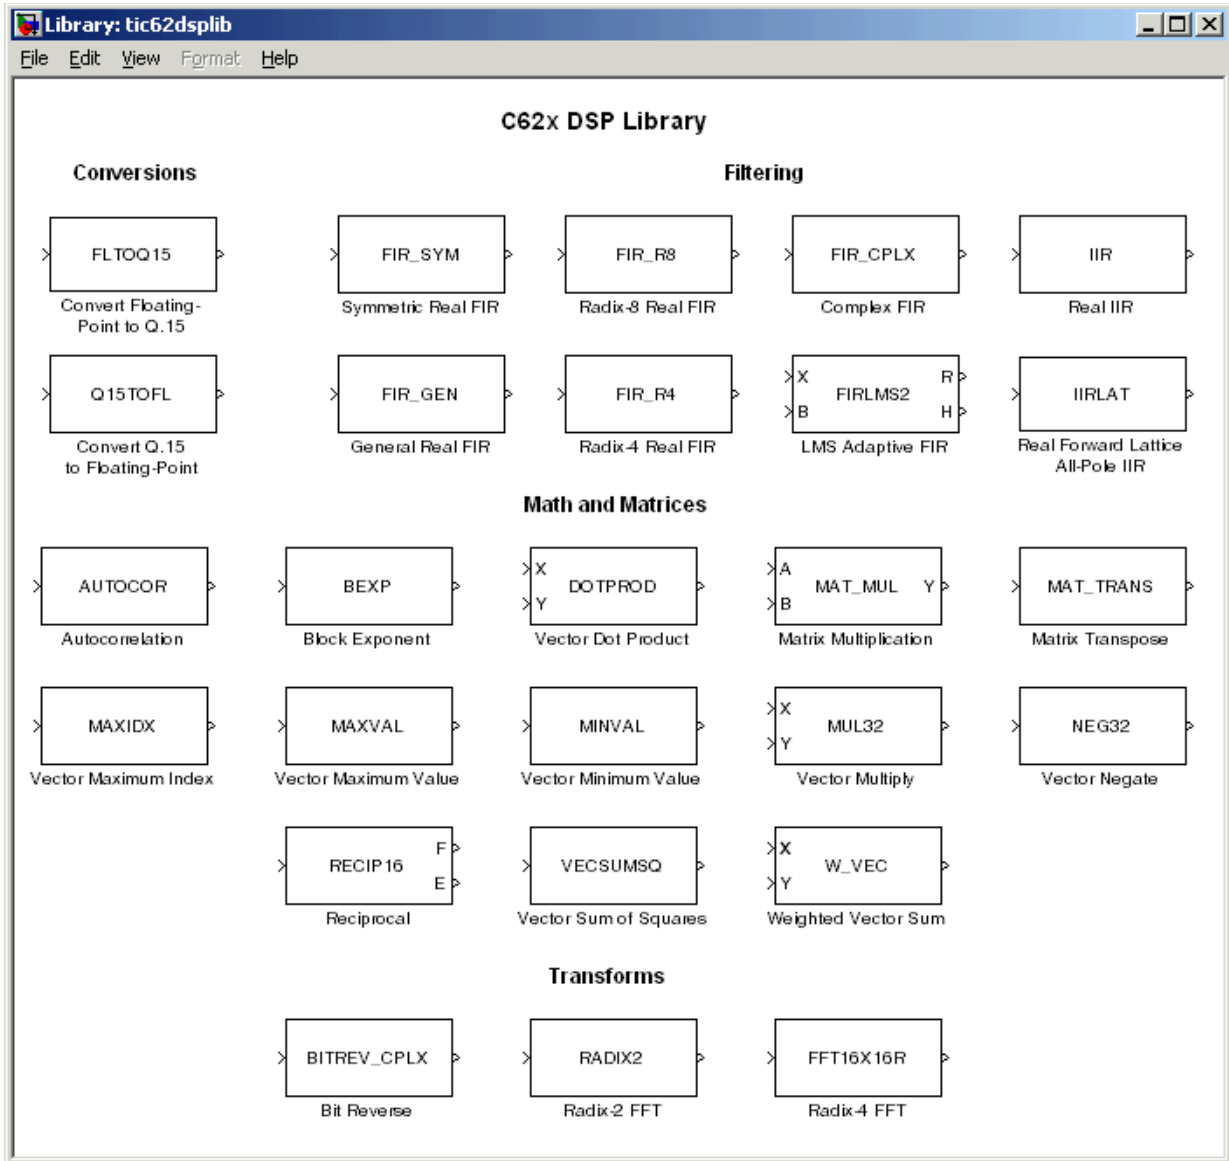 Library: tic62dsplib
File Edit View Format Help
C62x DSP Library
Conversions
Filtering
FLTOQ15
FIR_SYM
FIR_R8
FIR_CPLX
IIR
Convert Floating-
Point to Q.15
Symmetric Real FIR
Radix-8 Real FIR
Complex FIR
Real IIR
Q15TOFL
FIR_GEN
FIR_R4
X
B
FIRLMS2
R
H
IIRLAT
Convert Q.15
to Floating-Point
General Real FIR
Radix-4 Real FIR
LMS Adaptive FIR
Real Forward Lattice
All-Pole IIR
Math and Matrices
AUTOCOR
BEXP
X
Y
DOTPROD
A
B
MAT_MUL
Y
MAT_TRANS
Autocorrelation
Block Exponent
Vector Dot Product
Matrix Multiplication
Matrix Transpose
MAXIDX
MAXVAL
MINVAL
X
Y
MUL32
NEG32
Vector Maximum Index
Vector Maximum Value
Vector Minimum Value
Vector Multiply
Vector Negate
RECIP16
F
E
VECSUMSQ
X
Y
W_VEC
Reciprocal
Vector Sum of Squares
Weighted Vector Sum
Transforms
BITREV_CPLX
RADIX2
FFT16X16R
Bit Reverse
Radix-2 FFT
Radix-4 FFT